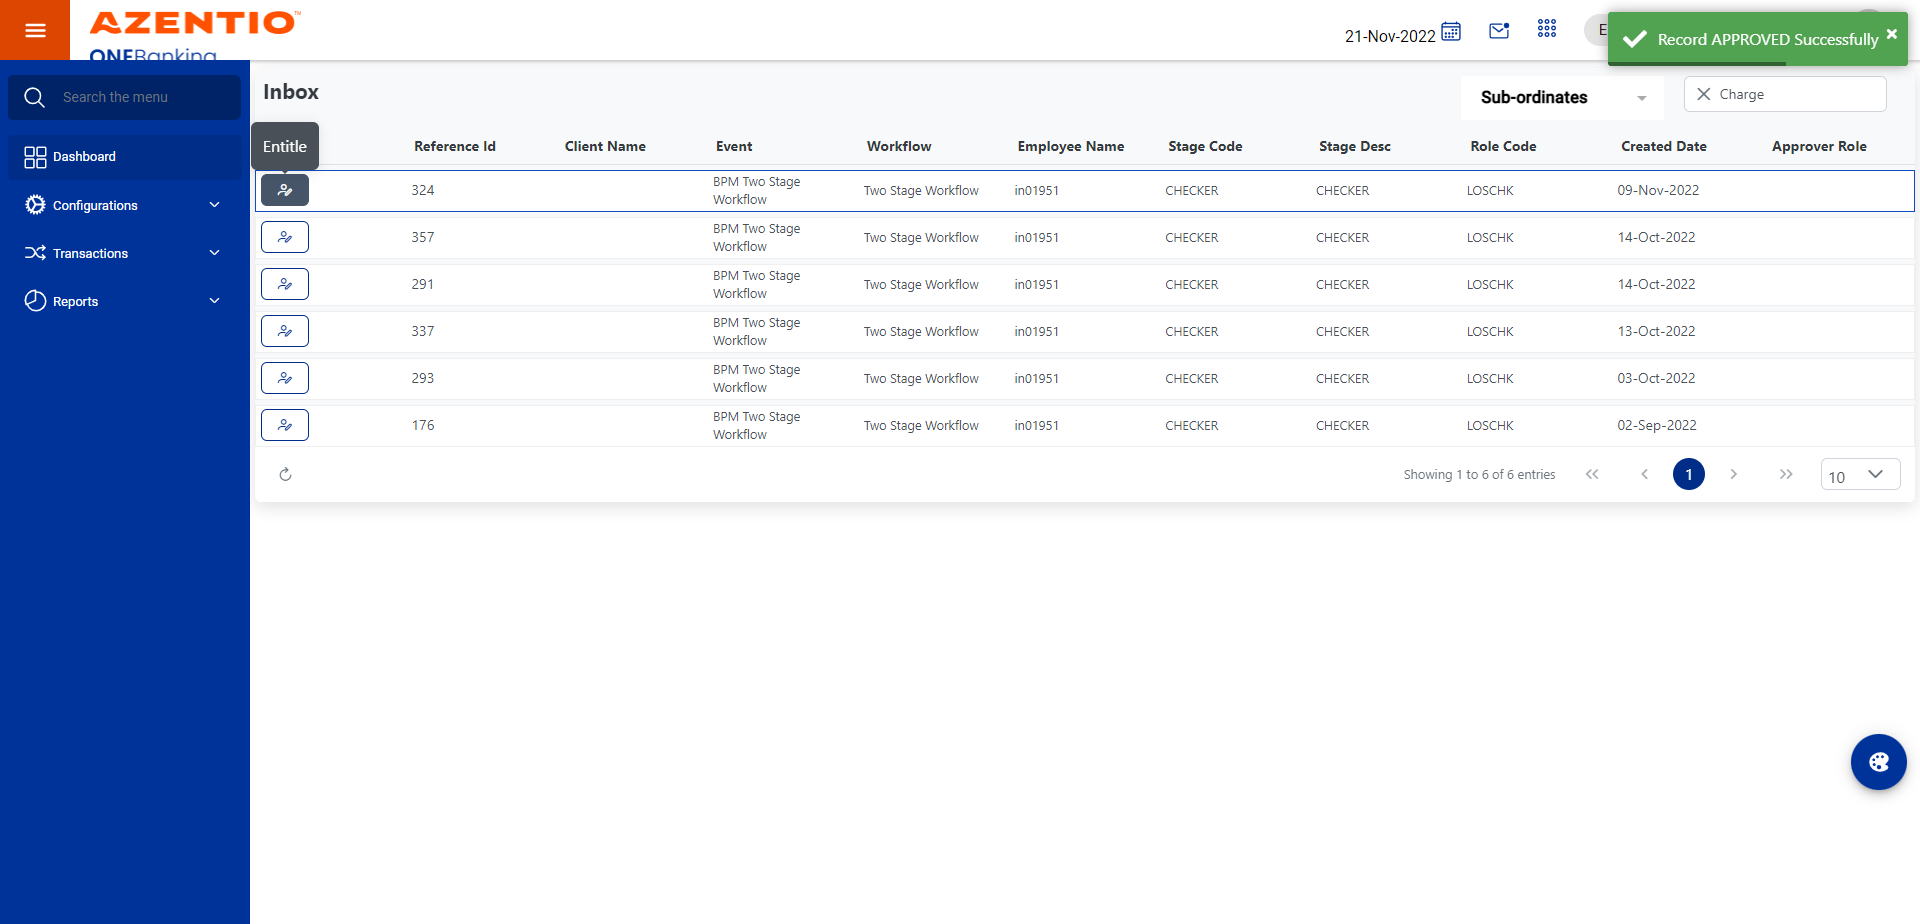 AZENTIO™
ONEBanking
21-Nov-2022
E
Record APPROVED Successfully
Search the menu
Dashboard
Configurations
Transactions
Reports
Inbox
Sub-ordinates
Charge
Entitle
Reference Id Client Name Event Workflow Employee Name Stage Code Stage Desc Role Code Created Date Approver Role
324 BPM Two Stage Workflow Two Stage Workflow in01951 CHECKER CHECKER LOSCHK 09-Nov-2022
357 BPM Two Stage Workflow Two Stage Workflow in01951 CHECKER CHECKER LOSCHK 14-Oct-2022
291 BPM Two Stage Workflow Two Stage Workflow in01951 CHECKER CHECKER LOSCHK 14-Oct-2022
337 BPM Two Stage Workflow Two Stage Workflow in01951 CHECKER CHECKER LOSCHK 13-Oct-2022
293 BPM Two Stage Workflow Two Stage Workflow in01951 CHECKER CHECKER LOSCHK 03-Oct-2022
176 BPM Two Stage Workflow Two Stage Workflow in01951 CHECKER CHECKER LOSCHK 02-Sep-2022
Showing 1 to 6 of 6 entries
1
10